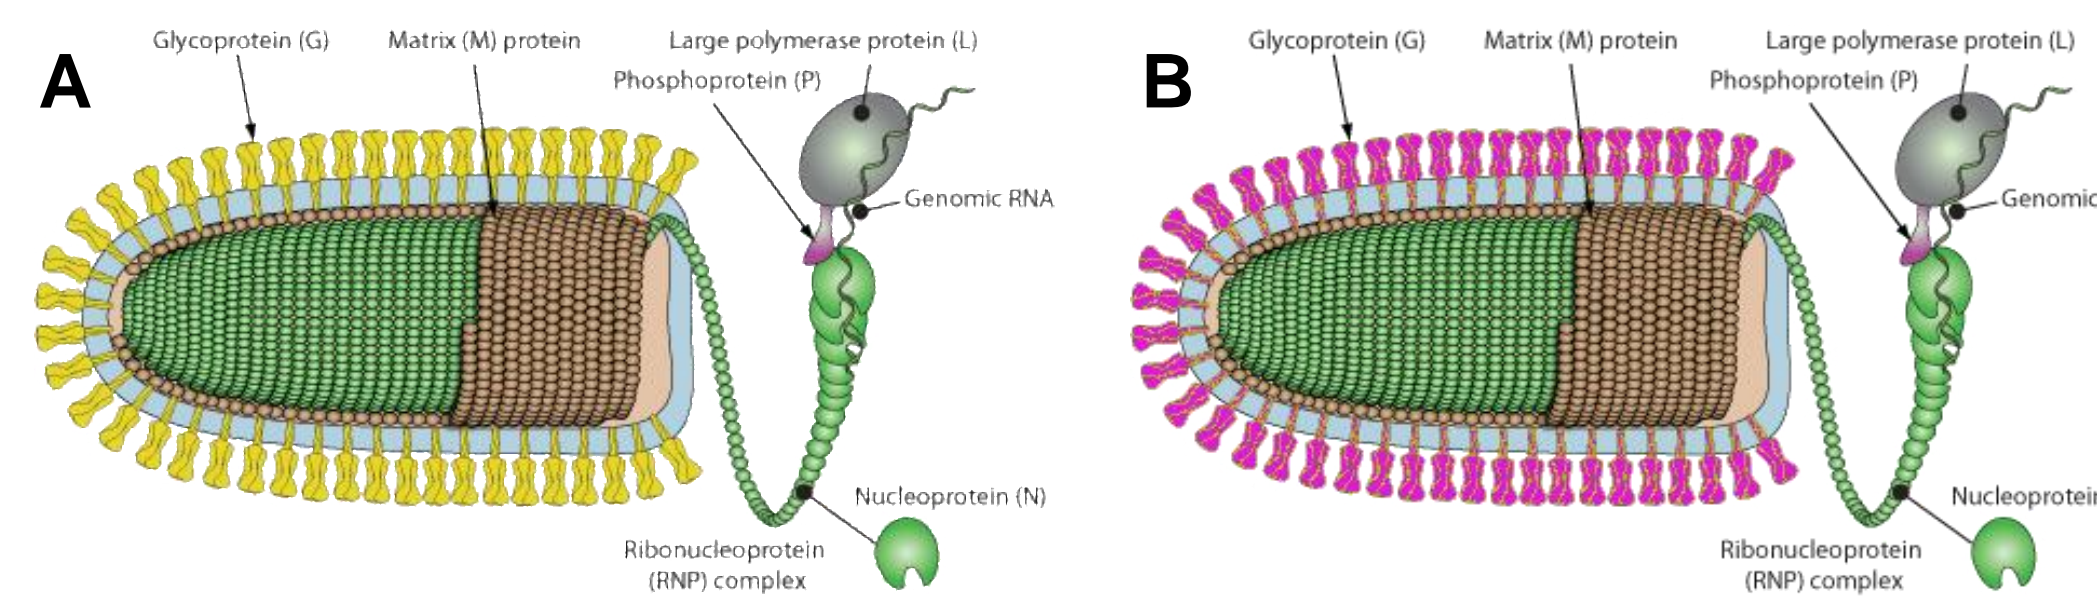 A
Glycoprotein (G)
Matrix (M) protein
Large polymerase protein (L)
Phosphoprotein (P)
Genomic RNA
Nucleoprotein (N)
Ribonucleoprotein
(RNP) complex
B
Glycoprotein (G)
Matrix (M) protein
Large polymerase protein (L)
Phosphoprotein (P)
Genomic
Nucleoprotein
Ribonucleoprotein
(RNP) complex